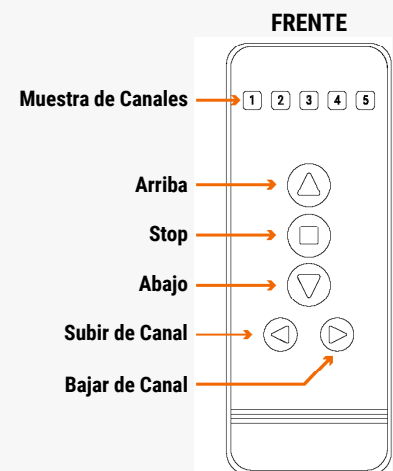 FRENTE
Muestra de Canales
1 2 3 4 5
Arriba
Stop
Abajo
Subir de Canal
Bajar de Canal